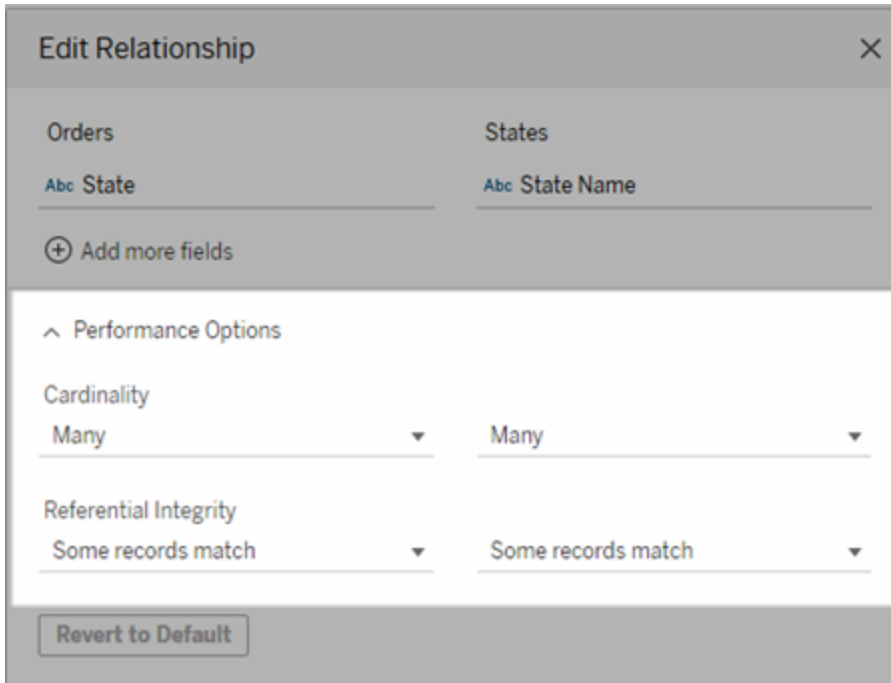 Edit Relationship
Orders States
Abc State Abc State Name
Add more fields
Performance Options
Cardinality
Many Many
Referential Integrity
Some records match Some records match
Revert to Default